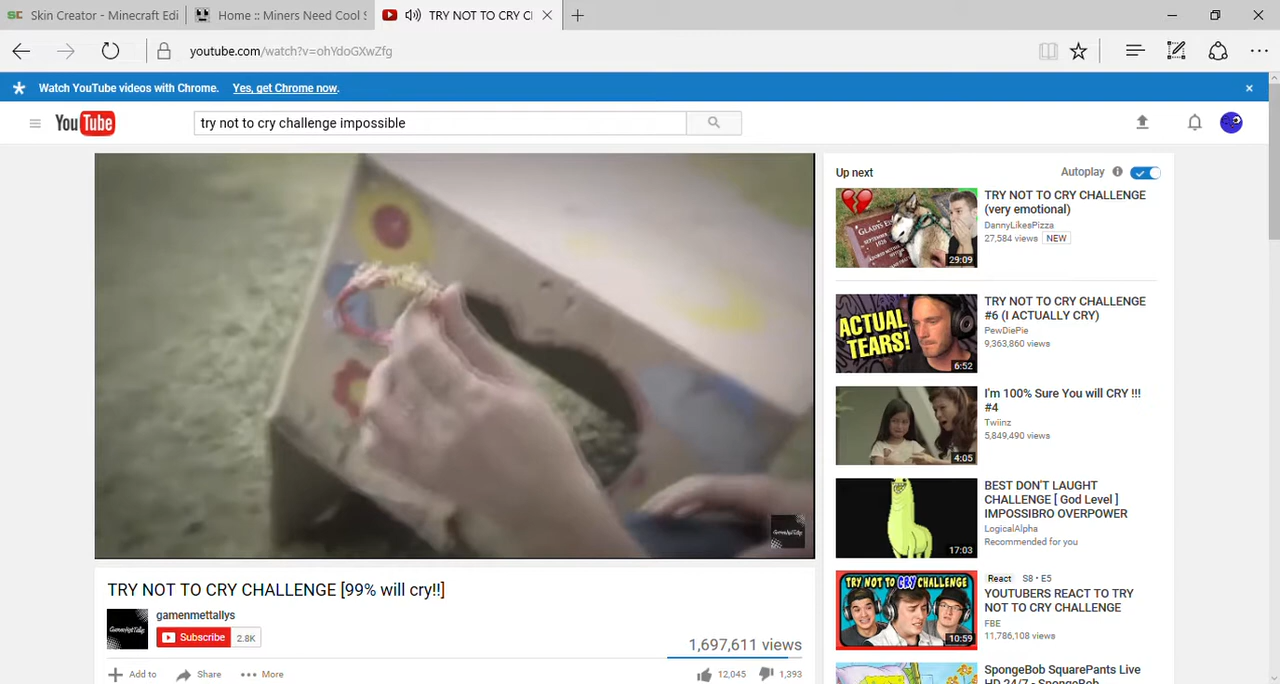 Skin Creator - Minecraft Edi
Home :: Miners Need Cool S
TRY NOT TO CRY CI
youtube.com/watch?v=ohYdoGXwZfg
Watch YouTube videos with Chrome. Yes, get Chrome now.
YouTube
try not to cry challenge impossible
Up next
Autoplay
TRY NOT TO CRY CHALLENGE
(very emotional)
DannyLikesPizza
27,584 views NEW
29:09
TRY NOT TO CRY CHALLENGE
#6 (I ACTUALLY CRY)
PewDiePie
9,363,860 views
ACTUAL
TEARS!
6:52
I'm 100% Sure You will CRY !!!
#4
Twiinz
5,849,490 views
4:05
BEST DON'T LAUGHT
CHALLENGE [ God Level ]
IMPOSSIBRO OVERPOWER
LogicalAlpha
Recommended for you
17:03
TRY NOT TO CRY CHALLENGE
React S8 • E5
YOUTUBERS REACT TO TRY
NOT TO CRY CHALLENGE
FBE
11,786,108 views
10:59
SpongeBob SquarePants Live
TRY NOT TO CRY CHALLENGE [99% will cry!!]
gamenmettallys
Subscribe 2.8K
1,697,611 views
Add to Share More
12,045 1,393